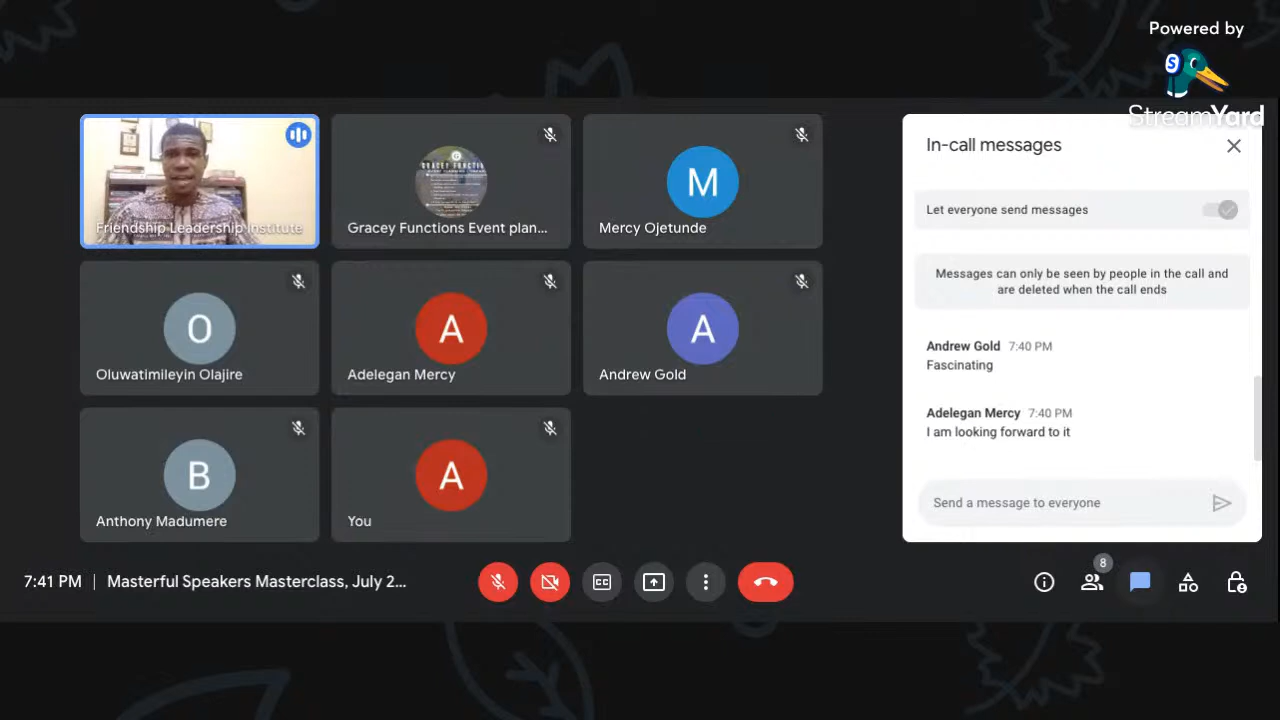 Powered by
StreamYard
Friendship Leadership Institute
GRACEY FUNCTIO
Gracey Functions Event plan...
M
Mercy Ojetunde
O
Oluwatimileyin Olajire
A
Adelegan Mercy
A
Andrew Gold
B
Anthony Madumere
A
You
In-call messages
Let everyone send messages
Messages can only be seen by people in the call and
are deleted when the call ends
Andrew Gold 7:40 PM
Fascinating
Adelegan Mercy 7:40 PM
I am looking forward to it
Send a message to everyone
7:41 PM | Masterful Speakers Masterclass, July 2...
CC
8